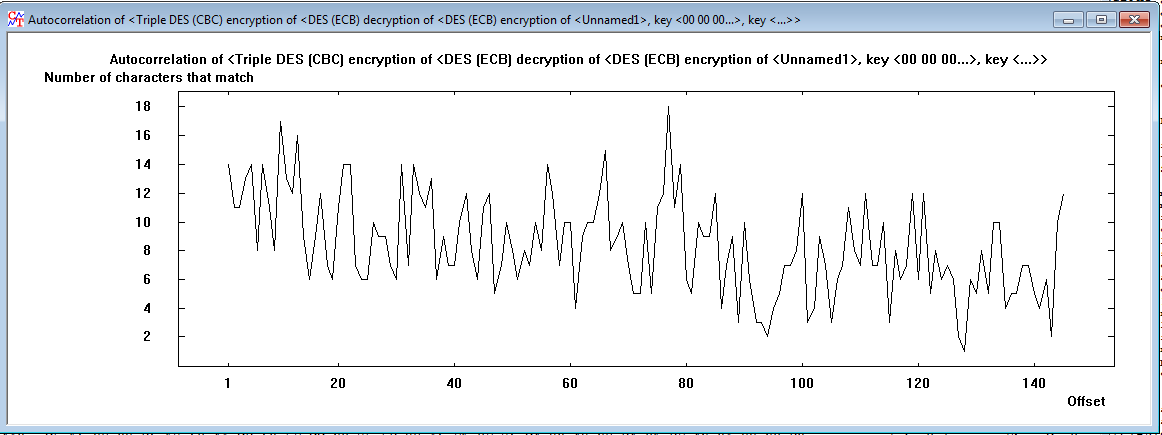 Autocorrelation of <Triple DES (CBC) encryption of <DES (ECB) decryption of <DES (ECB) encryption of <Unnamed1>, key <00 00 00...>, key <...>>
Autocorrelation of <Triple DES (CBC) encryption of <DES (ECB) decryption of <DES (ECB) encryption of <Unnamed1>, key <00 00 00...>, key <...>>
Number of characters that match
18
16
14
12
10
8
6
4
2
1 20 40 60 80 100 120 140
Offset